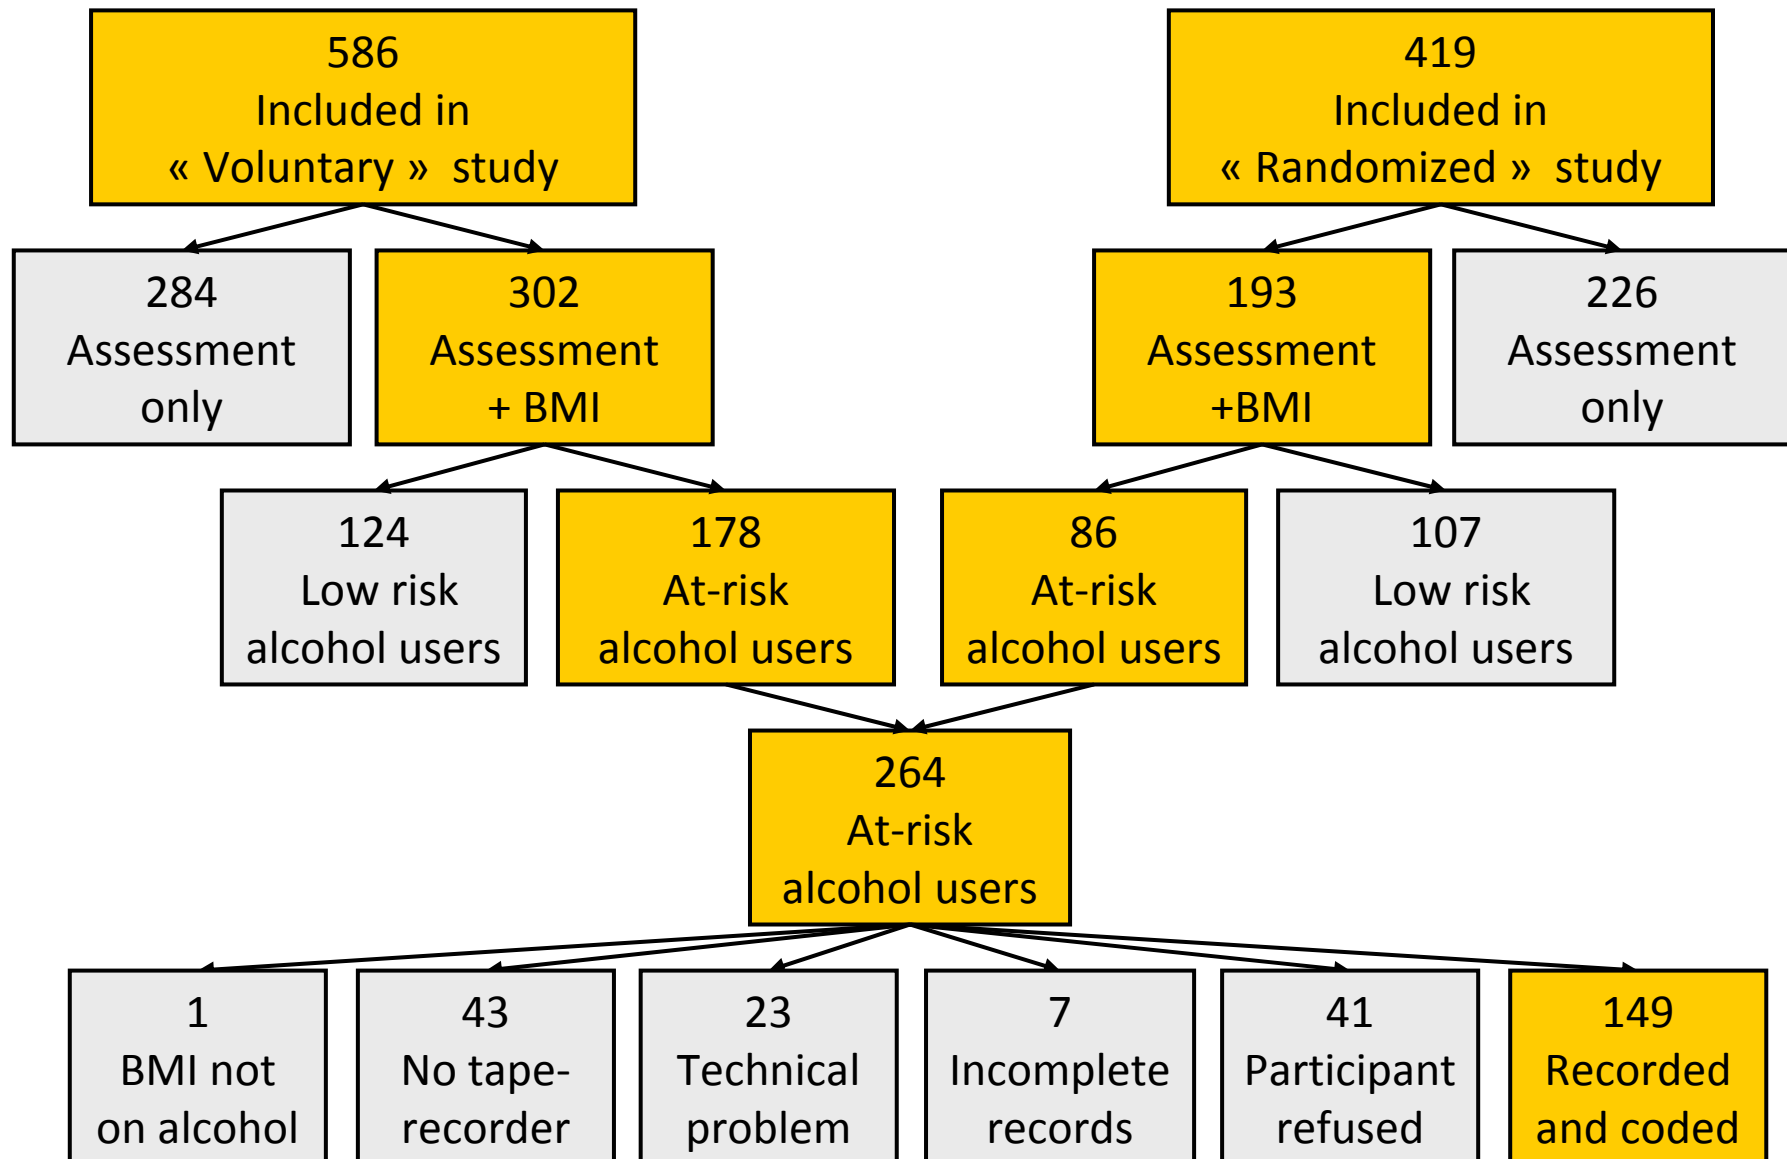 586
Included in
« Voluntary » study
419
Included in
« Randomized » study
284
Assessment
only
302
Assessment
+ BMI
193
Assessment
+BMI
226
Assessment
only
124
Low risk
alcohol users
178
At-risk
alcohol users
86
At-risk
alcohol users
107
Low risk
alcohol users
264
At-risk
alcohol users
1
BMI not
on alcohol
43
No tape-
recorder
23
Technical
problem
7
Incomplete
records
41
Participant
refused
149
Recorded
and coded